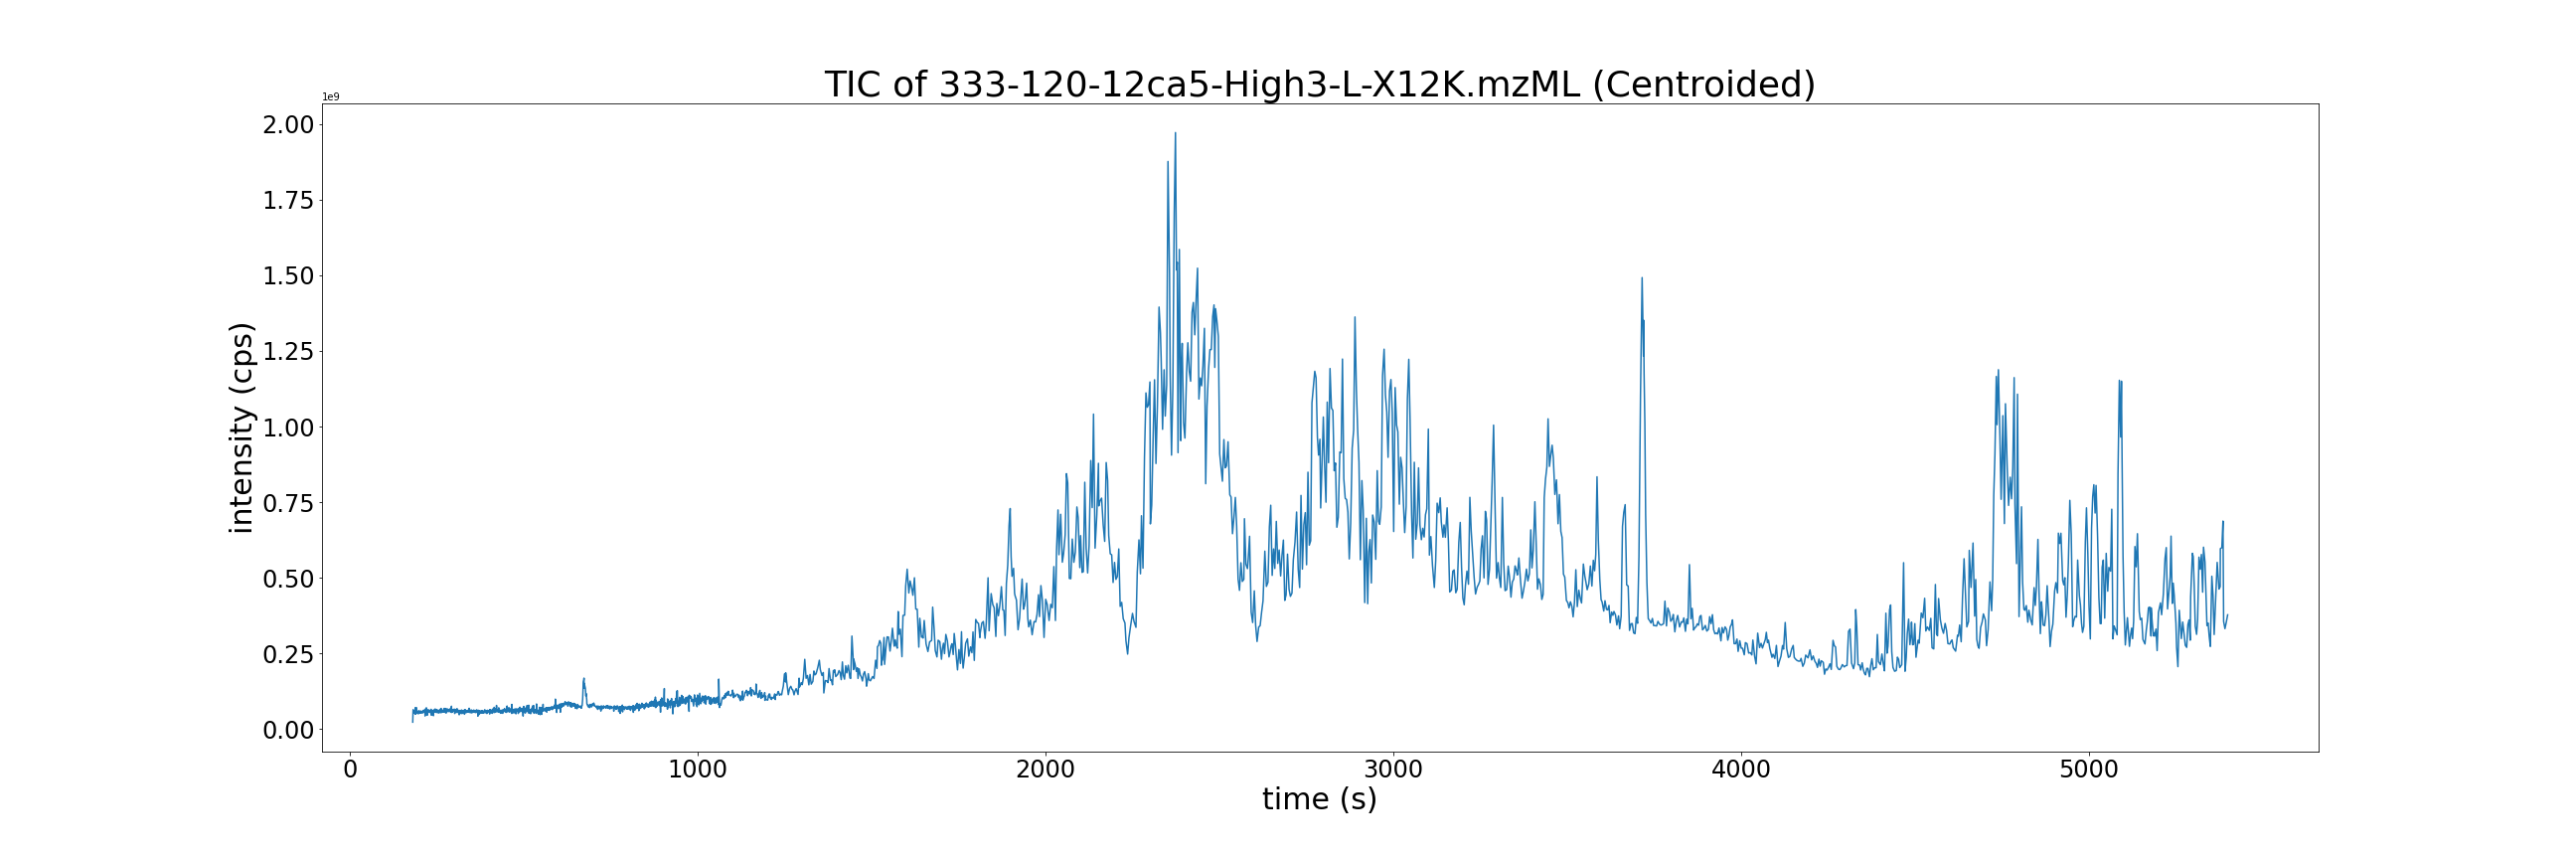 TIC of 333-120-12ca5-High3-L-X12K.mzML (Centroided)
1e9
2.00
1.75
1.50
1.25
1.00
0.75
0.50
0.25
0.00
intensity (cps)
0 1000 2000 3000 4000 5000
time (s)